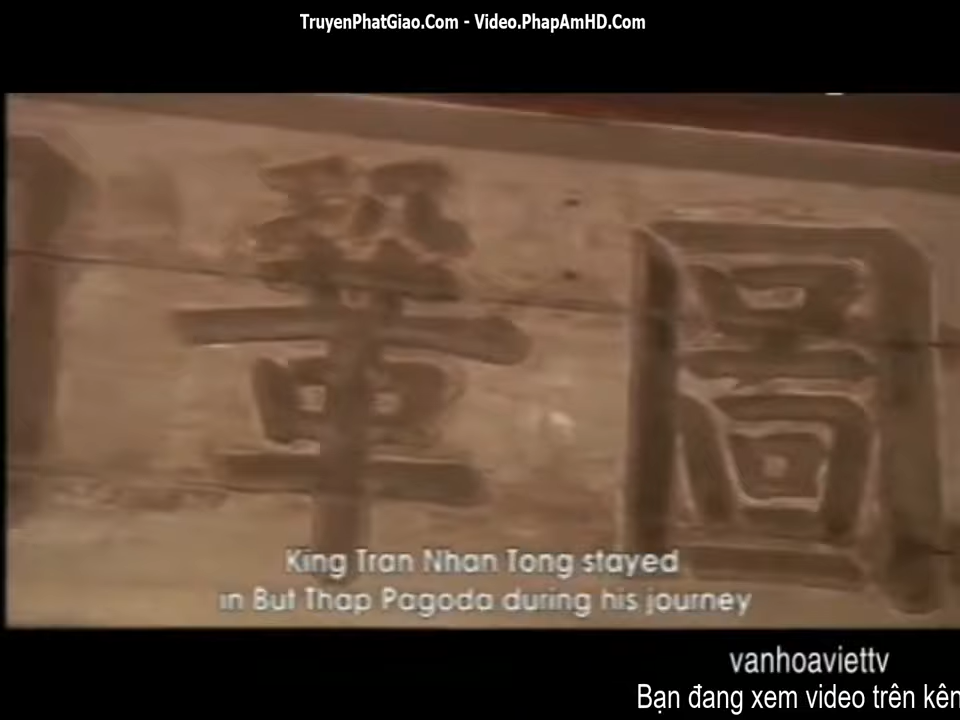 TruyenPhatGiao.Com - Video.PhapAmHD.Com
圖鞏
King Tran Nhan Tong stayed
in But Thap Pagoda during his journey
vanhoaviettv
Bạn đang xem video trên kên